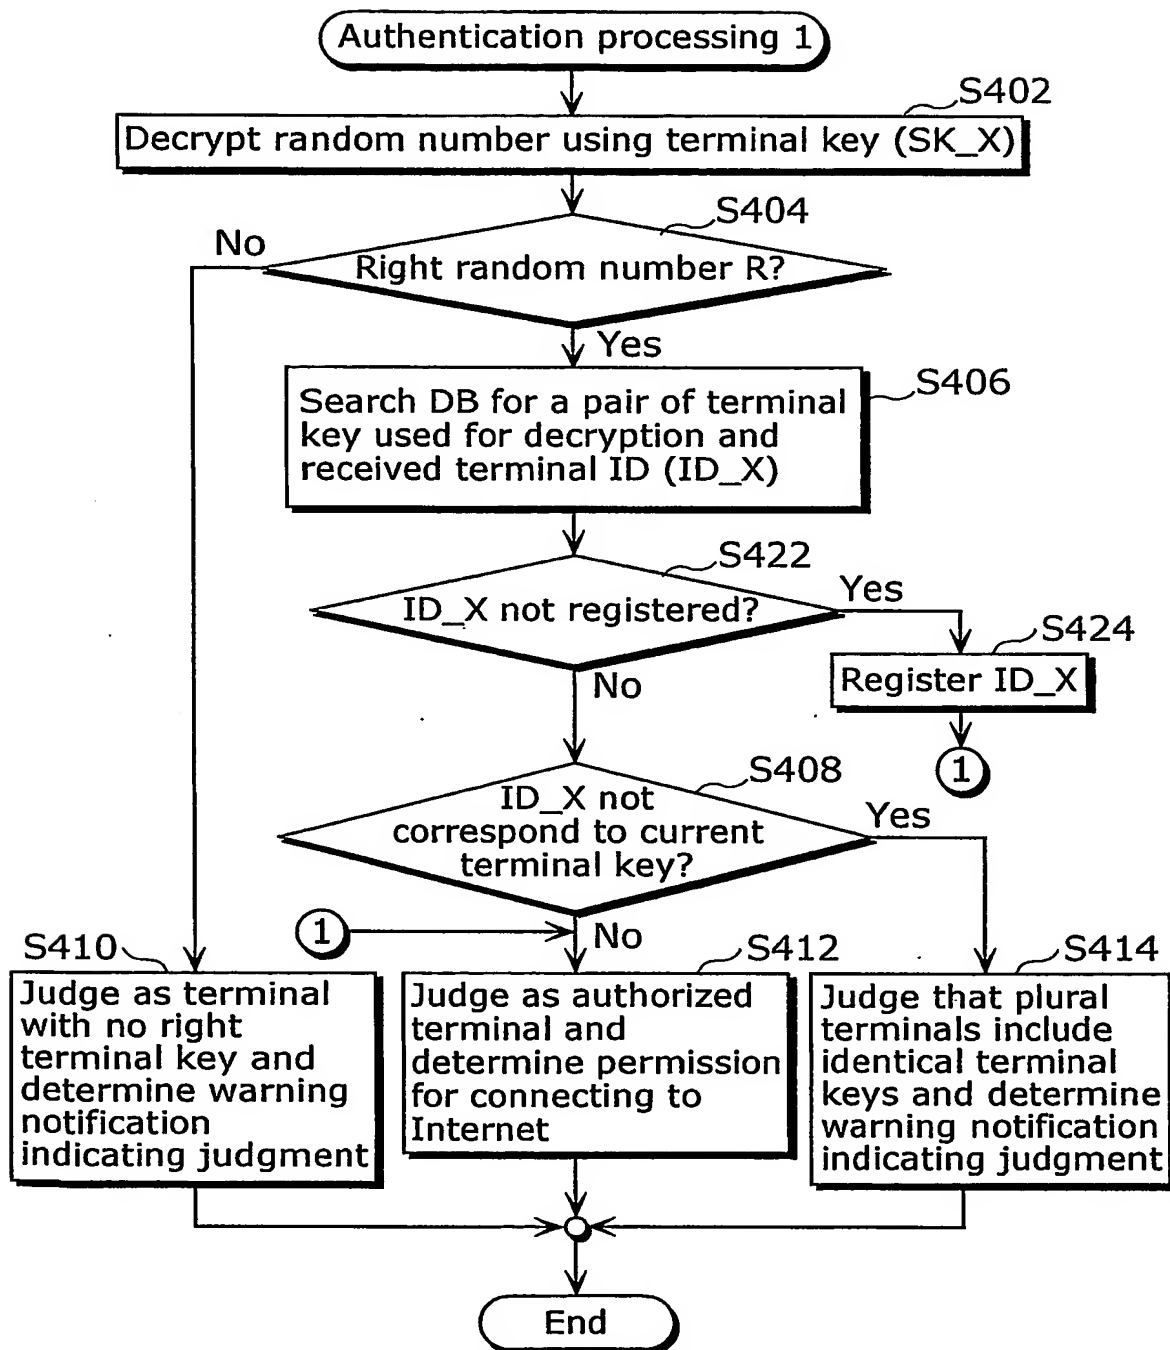 Authentication processing 1
S402
Decrypt random number using terminal key (SK_X)
S404
No
Right random number R?
Yes
S406
Search DB for a pair of terminal
key used for decryption and
received terminal ID (ID_X)
S422
Yes
ID_X not registered?
S424
No
Register ID_X
1
S408
ID_X not
correspond to current
terminal key?
Yes
1
No
S410
Judge as terminal
with no right
terminal key and
determine warning
notification
indicating judgment
S412
Judge as authorized
terminal and
determine permission
for connecting to
Internet
S414
Judge that plural
terminals include
identical terminal
keys and determine
warning notification
indicating judgment
End